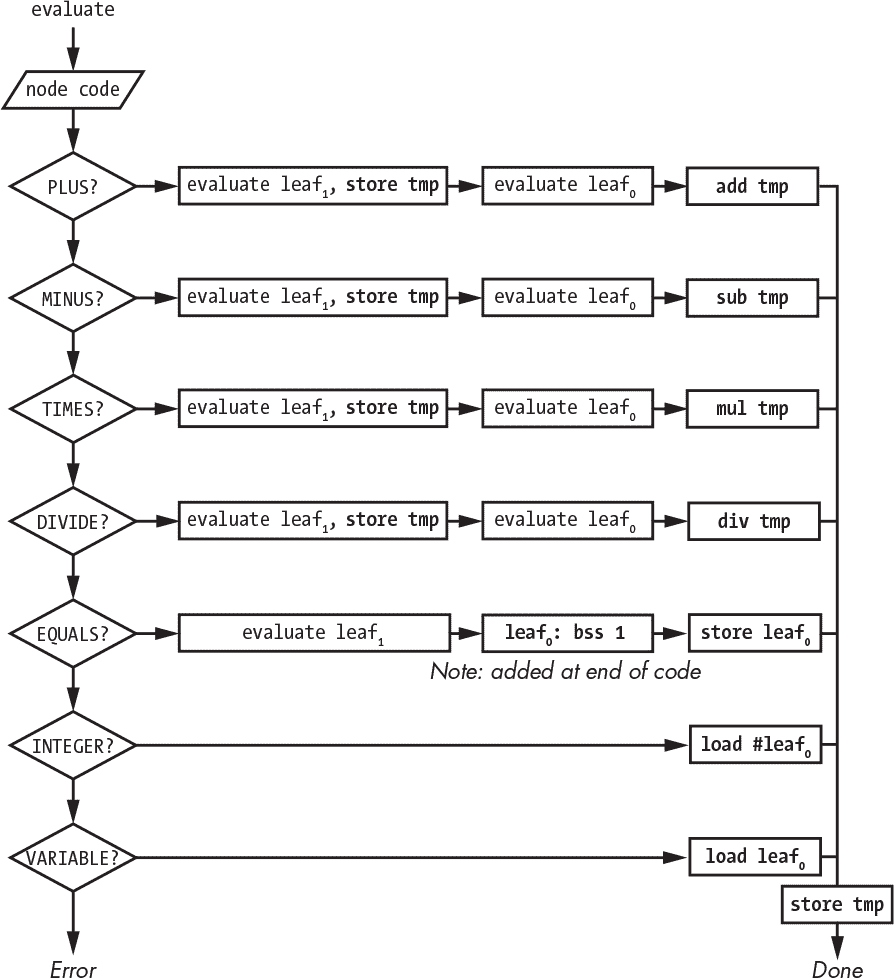 evaluate
node code
PLUS?
evaluate leaf₁, store tmp
evaluate leaf₀
add tmp
MINUS?
evaluate leaf₁, store tmp
evaluate leaf₀
sub tmp
TIMES?
evaluate leaf₁, store tmp
evaluate leaf₀
mul tmp
DIVIDE?
evaluate leaf₁, store tmp
evaluate leaf₀
div tmp
EQUALS?
evaluate leaf₁
leaf₀: bss 1
store leaf₀
Note: added at end of code
INTEGER?
load #leaf₀
VARIABLE?
load leaf₀
store tmp
Error
Done